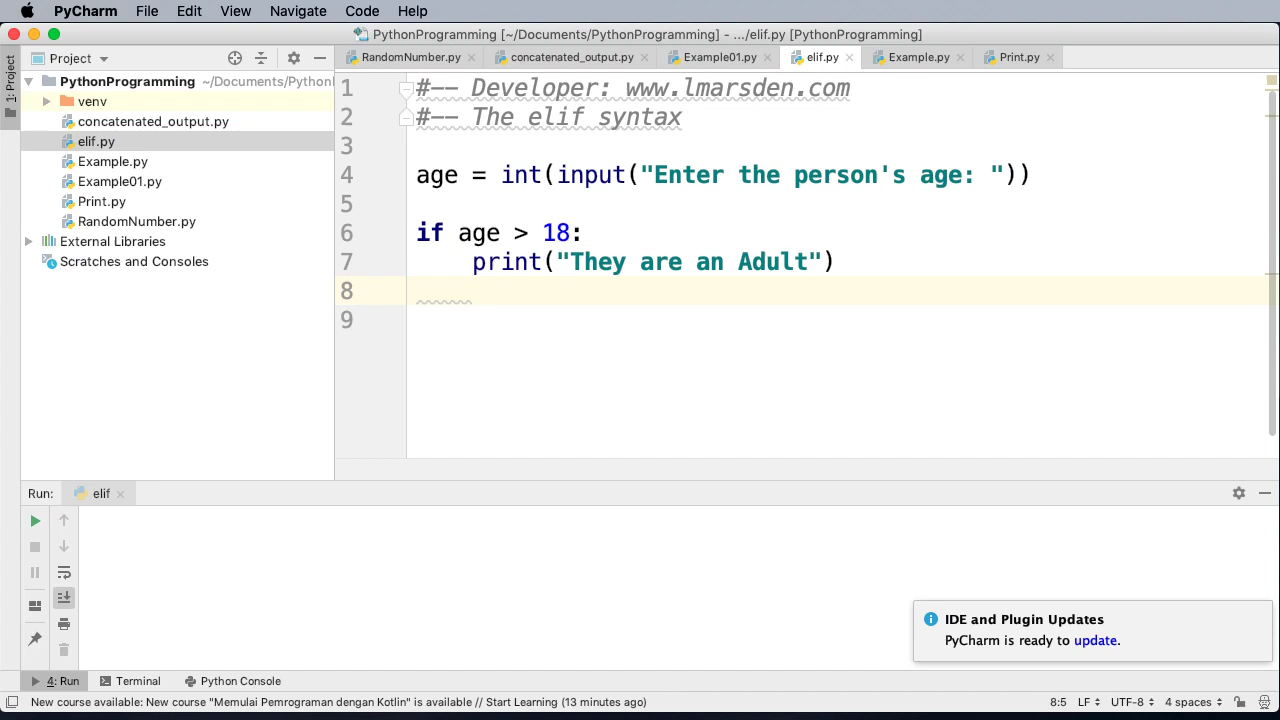 PyCharm File Edit View Navigate Code Help
PythonProgramming [~/Documents/PythonProgramming] - .../elif.py [PythonProgramming]
1: Project
Project
RandomNumber.py concatenated_output.py Example01.py elif.py Example.py Print.py
PythonProgramming ~/Documents/Python
venv
concatenated_output.py
elif.py
Example.py
Example01.py
Print.py
RandomNumber.py
External Libraries
Scratches and Consoles
1 #-- Developer: www.lmarsden.com
2 #-- The elif syntax
3
4 age = int(input("Enter the person's age: "))
5
6 if age > 18:
7 print("They are an Adult")
8
9
Run: elif
IDE and Plugin Updates
PyCharm is ready to update.
4: Run Terminal Python Console
New course available: New course "Memulai Pemrograman dengan Kotlin" is available // Start Learning (13 minutes ago) 8:5 LF UTF-8 4 spaces